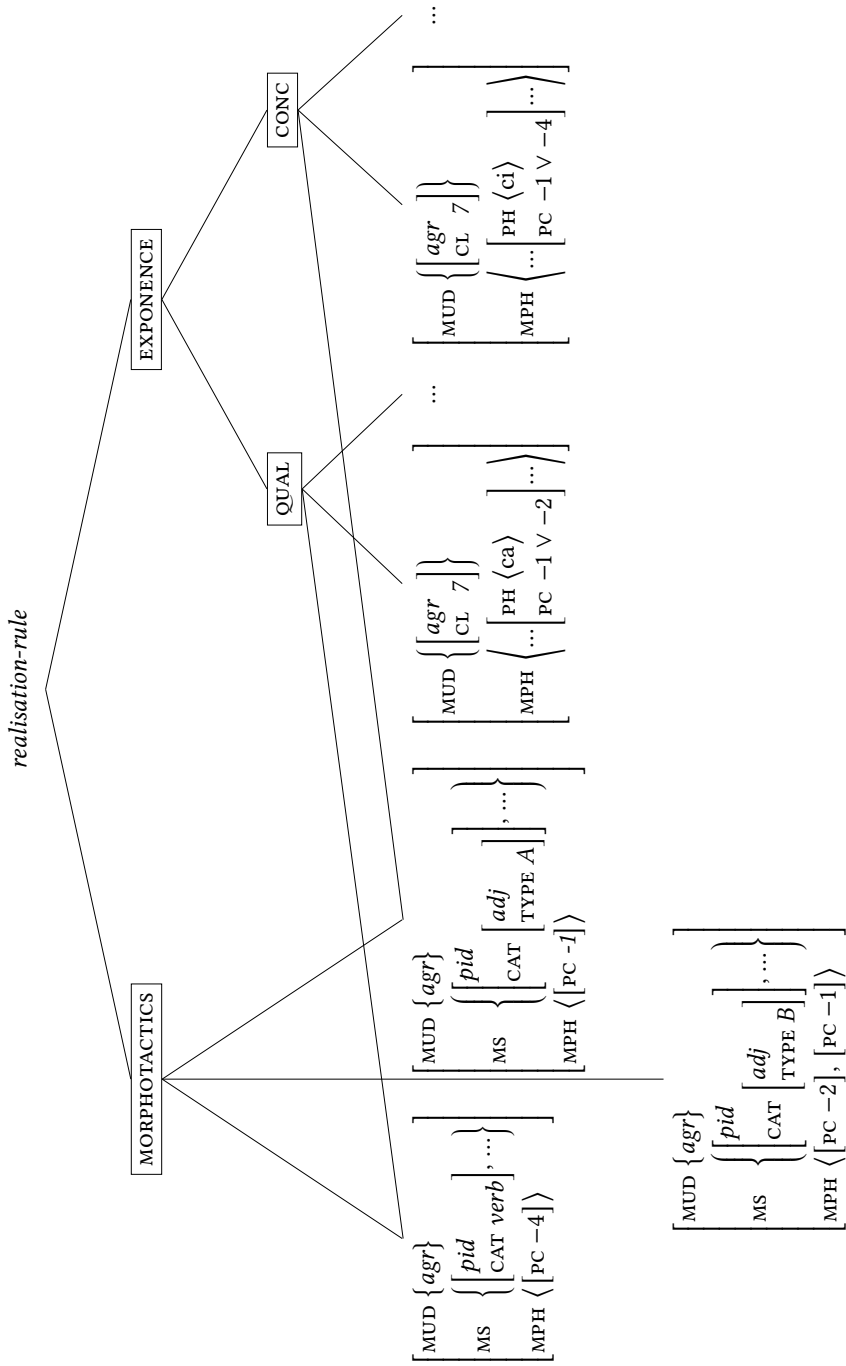 realisation-rule
MORPHOTACTICS
EXPONENCE
QUAL
CONC
MUD {agr}
MS {[pid
CAT verb], ...}
MPH ⟨[PC −4]⟩
MUD {agr}
MS {[pid
CAT [adj
TYPE A]], ...}
MPH ⟨[PC -1]⟩
MUD {[agr
CL 7]}
MPH ⟨... [PH ⟨ca⟩
PC −1 ∨ −2] ...⟩
...
MUD {[agr
CL 7]}
MPH ⟨... [PH ⟨ci⟩
PC −1 ∨ −4] ...⟩
...
MUD {agr}
MS {[pid
CAT [adj
TYPE B]], ...}
MPH ⟨[PC −2], [PC −1]⟩